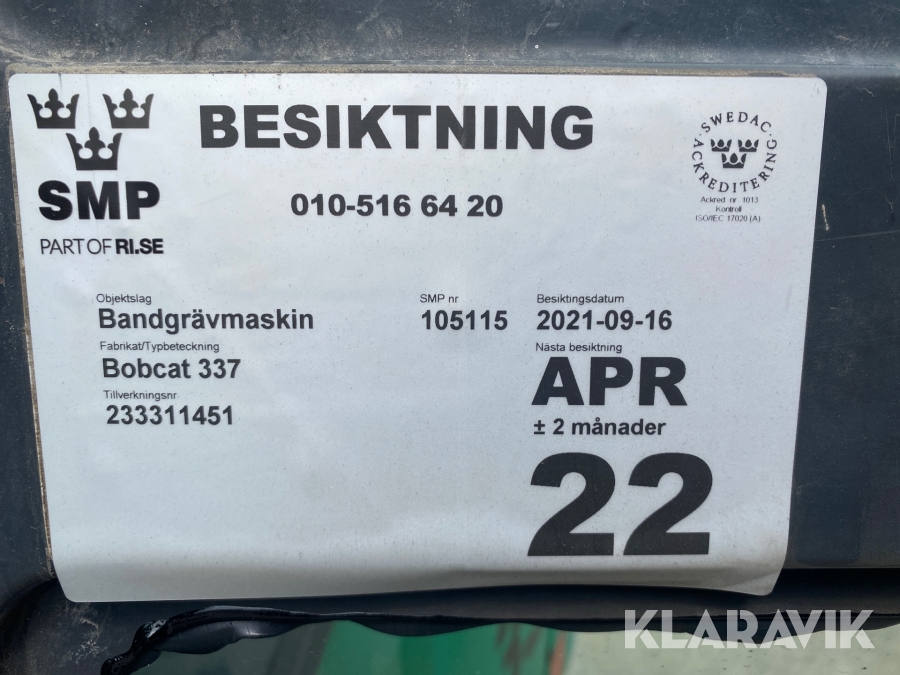 BESIKTNING
010-516 64 20
SMP
PART OF RI.SE
SWEDAC
ACKREDITERING
Ackred nr 1013
Kontroll
ISO/IEC 17020 (A)
Objektslag
Bandgrävmaskin
SMP nr
105115
Besiktingsdatum
2021-09-16
Fabrikat/Typbeteckning
Bobcat 337
Nästa besiktning
APR
± 2 månader
22
Tillverkningsnr
233311451
KLARAVIK